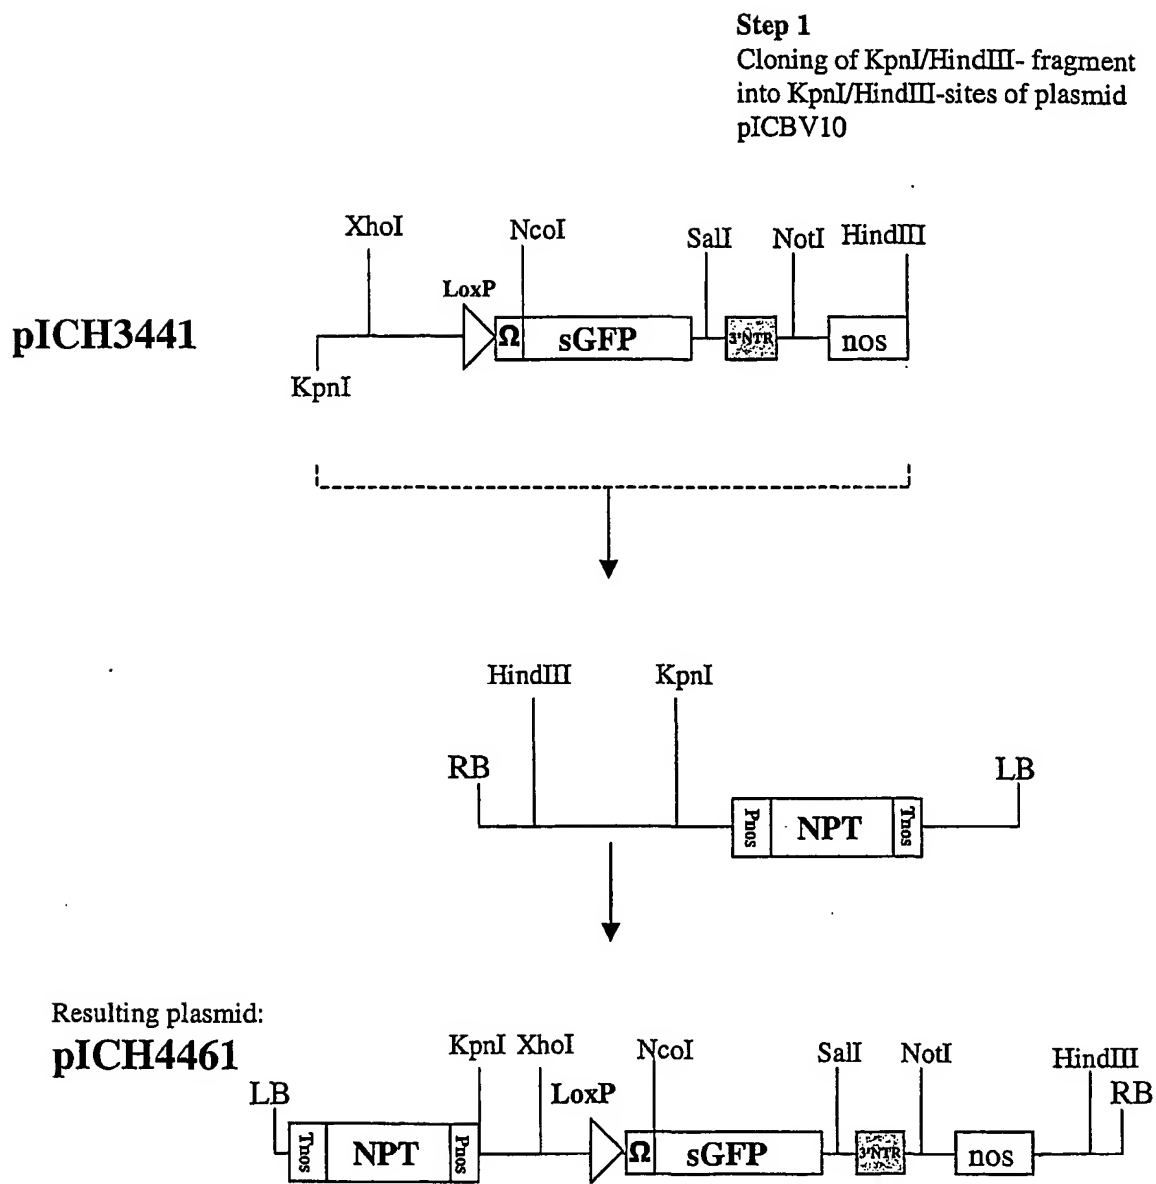 Step 1
Cloning of KpnI/HindIII- fragment
into KpnI/HindIII-sites of plasmid
pICBV10
XhoI NcoI SalI NotI HindIII
LoxP
pICH3441
Ω sGFP 3'NTR nos
KpnI
HindIII KpnI
RB LB
Pnos NPT Tnos
Resulting plasmid:
pICH4461
KpnI XhoI NcoI SalI NotI HindIII
LB LoxP RB
Tnos NPT Pnos Ω sGFP 3'NTR nos